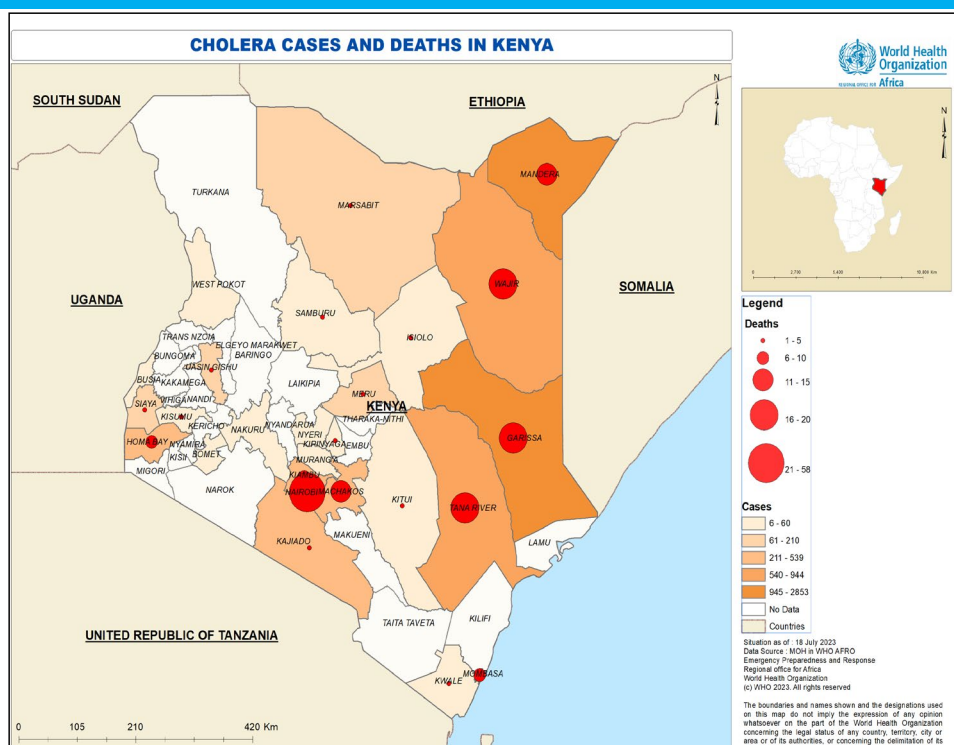 CHOLERA CASES AND DEATHS IN KENYA
World Health
Organization
REGIONAL OFFICE FOR Africa
N
SOUTH SUDAN
ETHIOPIA
MANDERA
TURKANA
MARSABIT
WAJIR
WEST POKOT
UGANDA
SOMALIA
SAMBURU
ISIOLO
TRANS NZOIA
ELGEYO MARAKWET
BUNGOMA
BARINGO
UASIN GISHU
BUSIA
KAKAMEGA
LAIKIPIA
VIHIGA
NANDI
MERU
SIAYA
KENYA
KISUMU
THARAKA-NITHI
KERICHO
NYANDARUA
NAKURU
NYERI
HOMA BAY
NYAMIRA
KIRINYAGA
EMBU
GARISSA
KISII
BOMET
MURANG'A
MIGORI
KIAMBU
NAROK
NAIROBI
MACHAKOS
KITUI
TANA RIVER
KAJIADO
MAKUENI
LAMU
TAITA TAVETA
KILIFI
UNITED REPUBLIC OF TANZANIA
MOMBASA
KWALE
0 105 210 420 Km
N
Legend
Deaths
1 - 5
6 - 10
11 - 15
16 - 20
21 - 58
Cases
6 - 60
61 - 210
211 - 539
540 - 944
945 - 2853
No Data
Countries
Situation as of : 18 July 2023
Data Source : MOH in WHO AFRO
Emergency Preparedness and Response
Regional office for Africa
World Health Organization
(c) WHO 2023. All rights reserved
The boundaries and names shown and the designations used
on this map do not imply the expression of any opinion
whatsoever on the part of the World Health Organization
concerning the legal status of any country, territory, city or
area or of its authorities, or concerning the delimitation of its